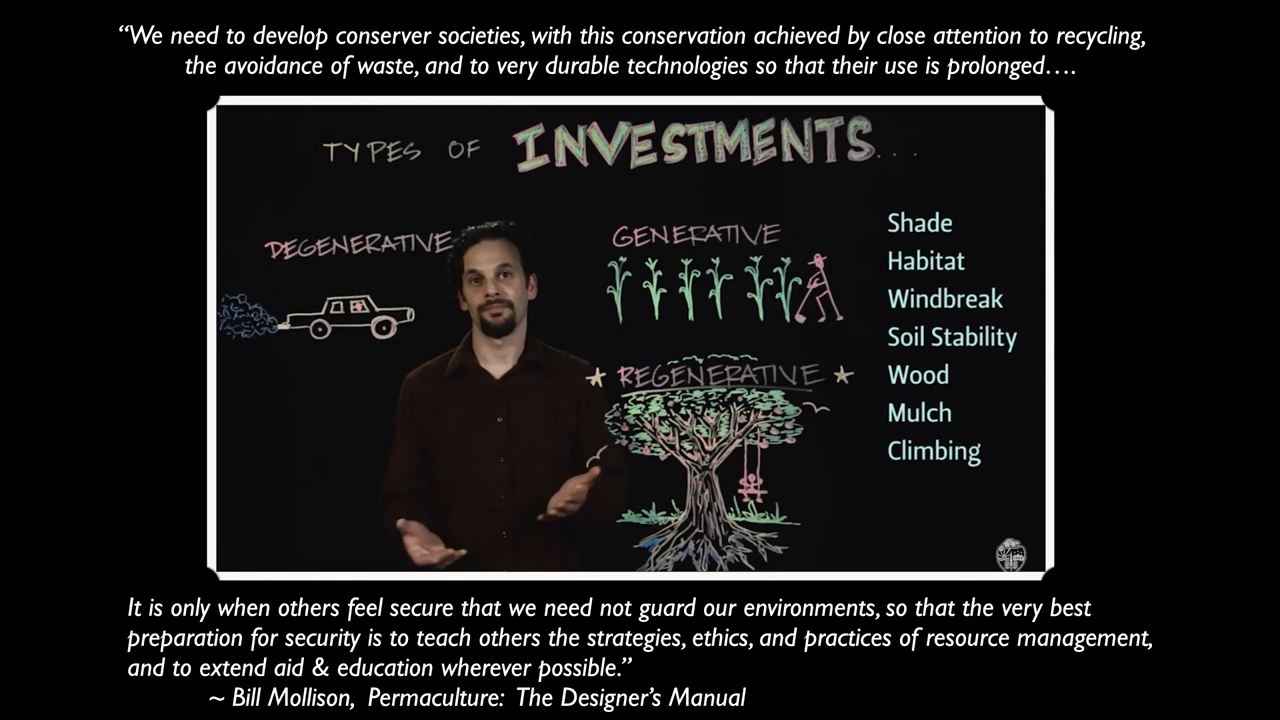 “We need to develop conserver societies, with this conservation achieved by close attention to recycling,
the avoidance of waste, and to very durable technologies so that their use is prolonged….
TYPES OF INVESTMENTS...
DEGENERATIVE
GENERATIVE
REGENERATIVE
Shade
Habitat
Windbreak
Soil Stability
Wood
Mulch
Climbing
It is only when others feel secure that we need not guard our environments, so that the very best
preparation for security is to teach others the strategies, ethics, and practices of resource management,
and to extend aid & education wherever possible.”
~ Bill Mollison, Permaculture: The Designer’s Manual